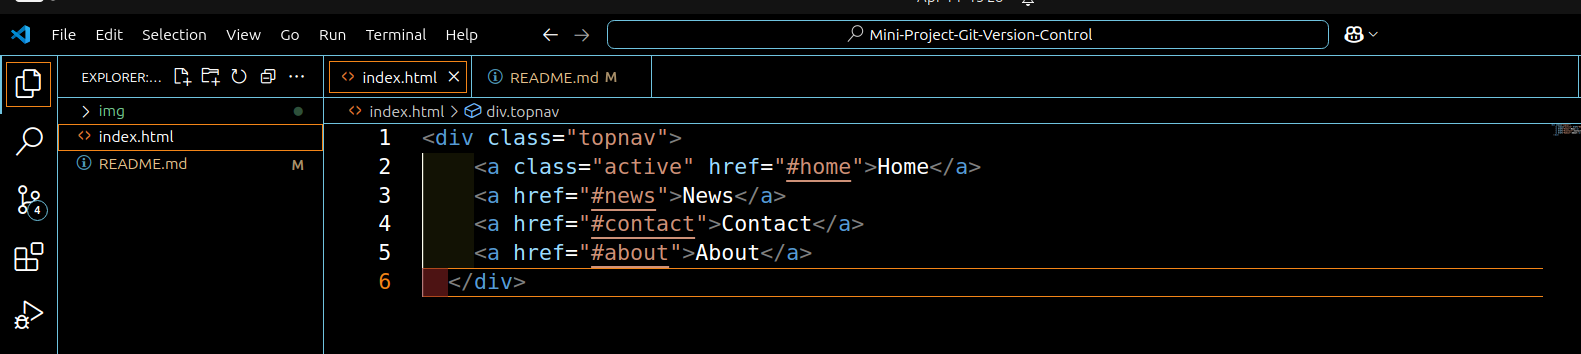 File Edit Selection View Go Run Terminal Help Mini-Project-Git-Version-Control
EXPLORER:... index.html README.md M
img index.html div.topnav
index.html
README.md M
4
1 <div class="topnav">
2 <a class="active" href="#home">Home</a>
3 <a href="#news">News</a>
4 <a href="#contact">Contact</a>
5 <a href="#about">About</a>
6 </div>